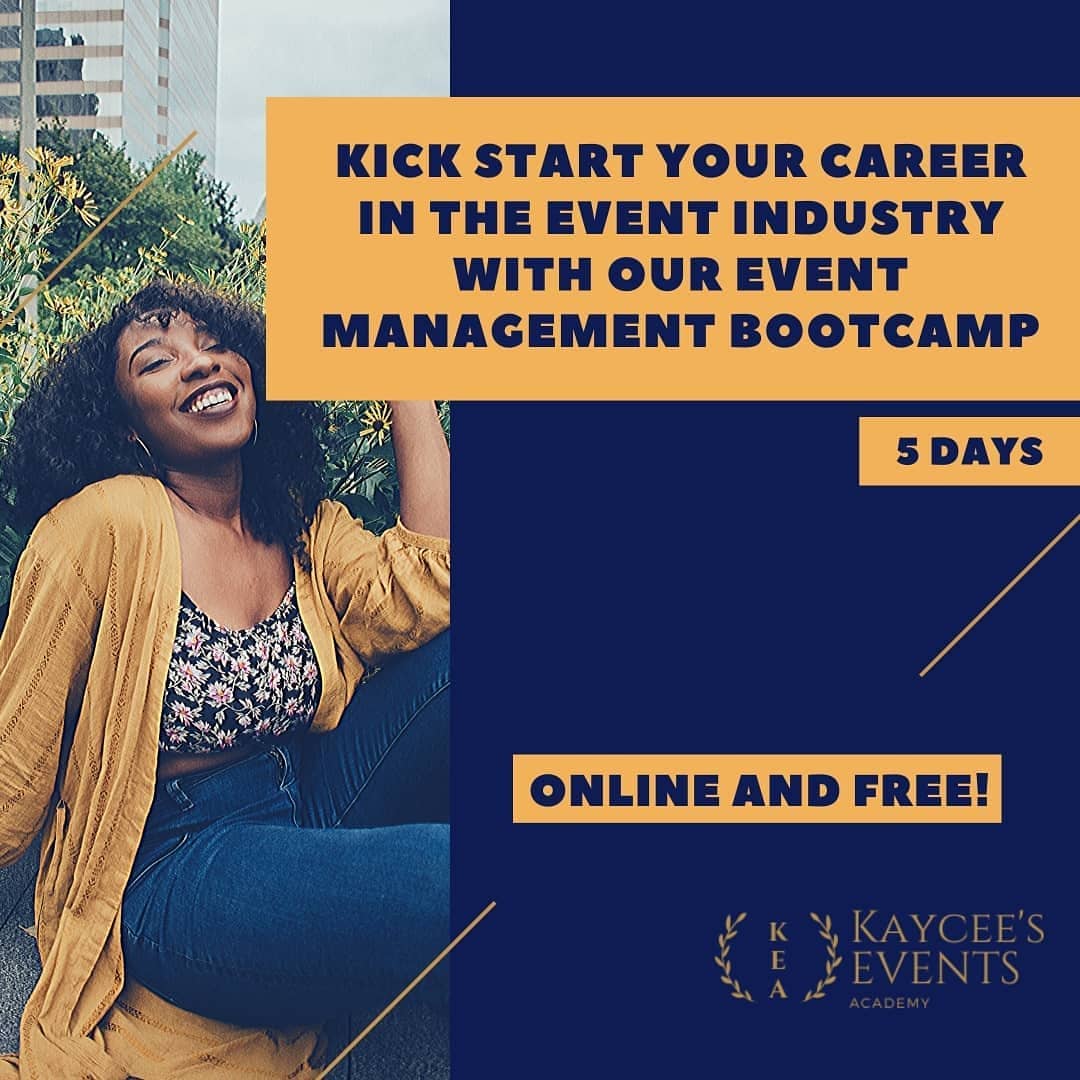 KICK START YOUR CAREER
IN THE EVENT INDUSTRY
WITH OUR EVENT
MANAGEMENT BOOTCAMP
5 DAYS
ONLINE AND FREE!
K
E
A
KAYCEE'S
EVENTS
ACADEMY